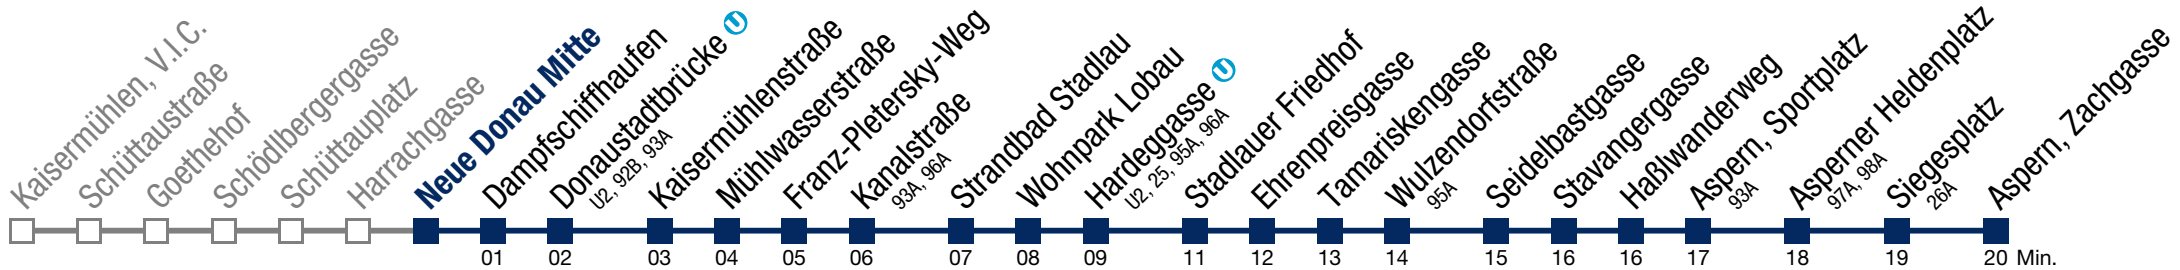 Kaisermühlen, V.I.C.
Schüttaustraße
Goethehof
Schödlbergergasse
Schüttauplatz
Harrachgasse
Neue Donau Mitte
Dampfschiffhaufen
01
Donaustadtbrücke U
U2, 92B, 93A
02
Kaisermühlenstraße
03
Mühlwasserstraße
04
Franz-Pletersky-Weg
05
Kanalstraße
93A, 96A
06
Strandbad Stadlau
07
Wohnpark Lobau
08
Hardeggasse U
U2, 25, 95A, 96A
09
Stadlauer Friedhof
11
Ehrenpreisgasse
12
Tamariskengasse
13
Wulzendorfstraße
95A
14
Seidelbastgasse
15
Stavangergasse
16
Haßlwanderweg
16
Aspern, Sportplatz
93A
17
Asperner Heldenplatz
97A, 98A
18
Siegesplatz
26A
19
Aspern, Zachgasse
20 Min.